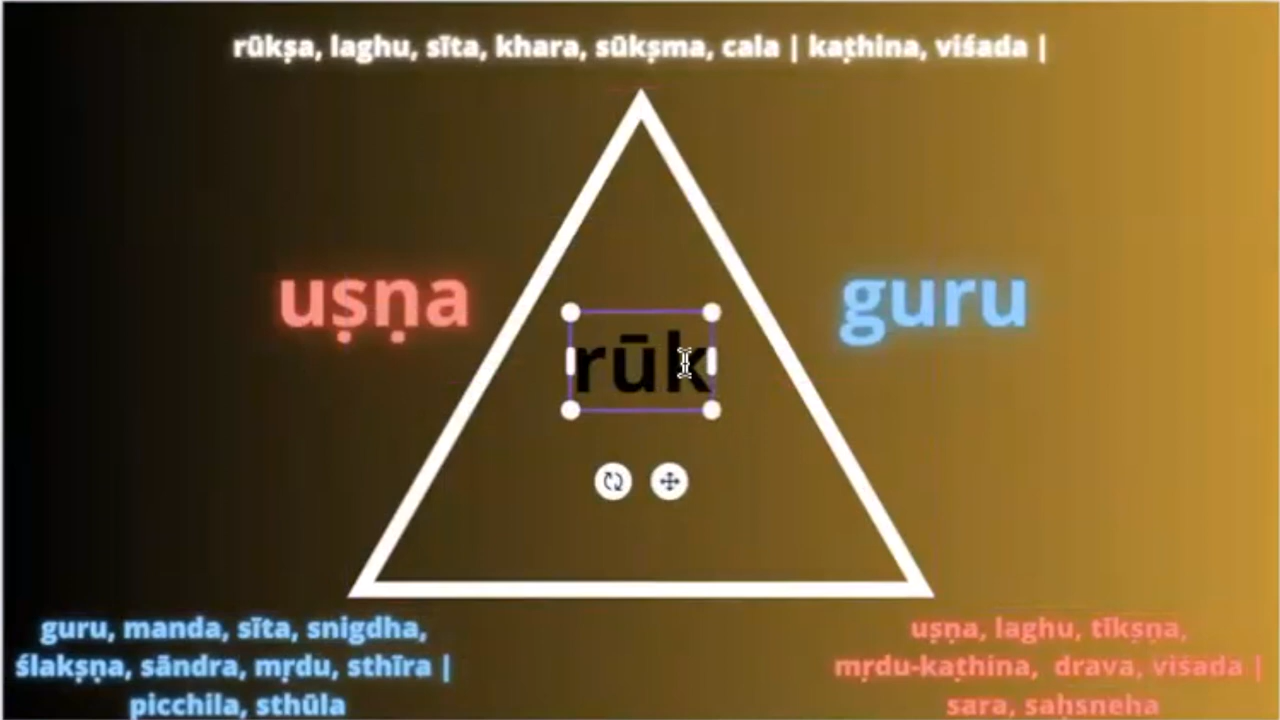 rūkṣa, laghu, sīta, khara, sūkṣma, cala | kaṭhina, viśada |
uṣṇa
guru
rūk
guru, manda, sīta, snigdha,
ślakṣṇa, sāndra, mṛdu, sthīra |
picchila, sthūla
uṣṇa, laghu, tīkṣṇa,
mṛdu-kaṭhina, drava, viśada |
sara, saḥsneha